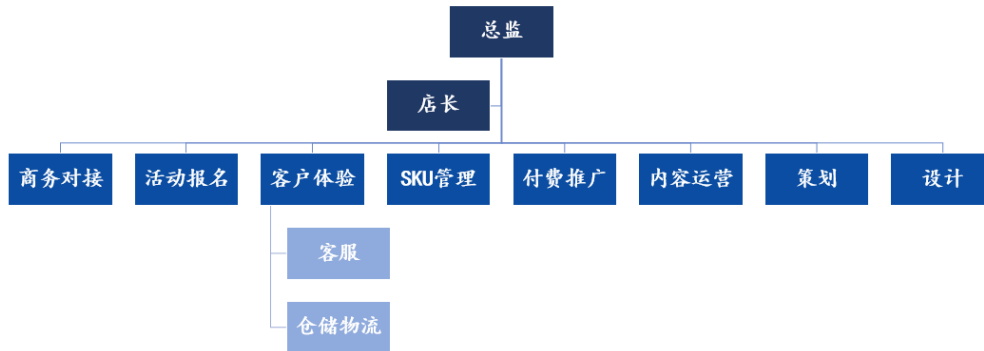 总监
店长
商务对接
活动报名
客户体验
SKU管理
付费推广
内容运营
策划
设计
客服
仓储物流